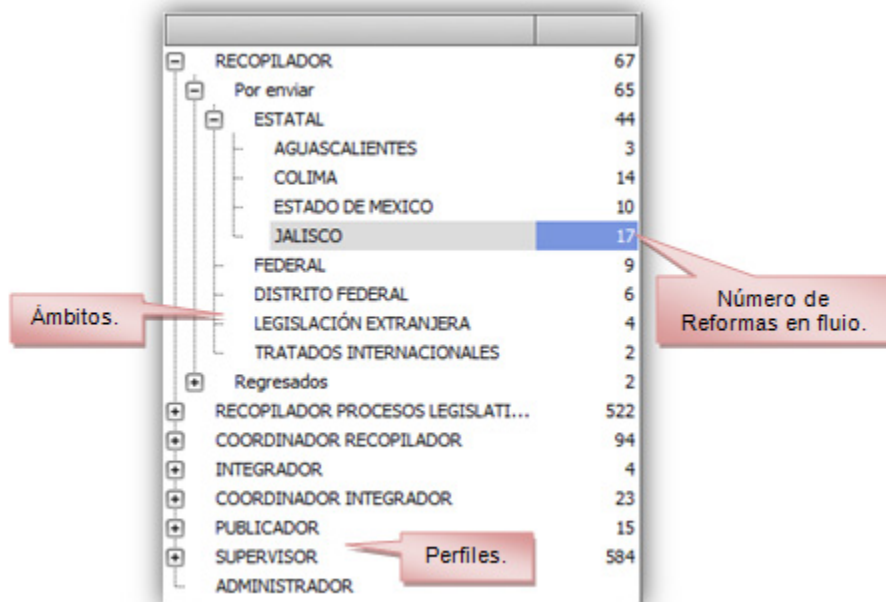 RECOPILADOR 67
Por enviar 65
ESTATAL 44
AGUASCALIENTES 3
COLIMA 14
ESTADO DE MEXICO 10
JALISCO 17
FEDERAL 9
DISTRITO FEDERAL 6
LEGISLACIÓN EXTRANJERA 4
TRATADOS INTERNACIONALES 2
Regresados 2
RECOPILADOR PROCESOS LEGISLATI... 522
COORDINADOR RECOPILADOR 94
INTEGRADOR 4
COORDINADOR INTEGRADOR 23
PUBLICADOR 15
SUPERVISOR 584
ADMINISTRADOR
Ámbitos.
Número de
Reformas en fluio.
Perfiles.